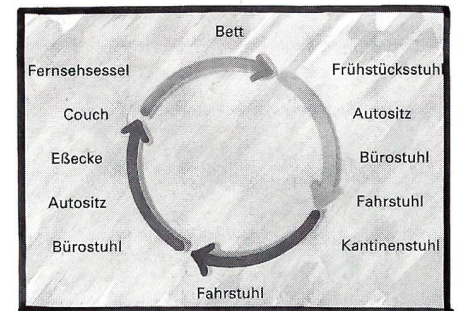 Bett
Frühstücksstuhl
Autositz
Bürostuhl
Fahrstuhl
Kantinenstuhl
Fahrstuhl
Bürostuhl
Autositz
Eßecke
Couch
Fernsehsessel